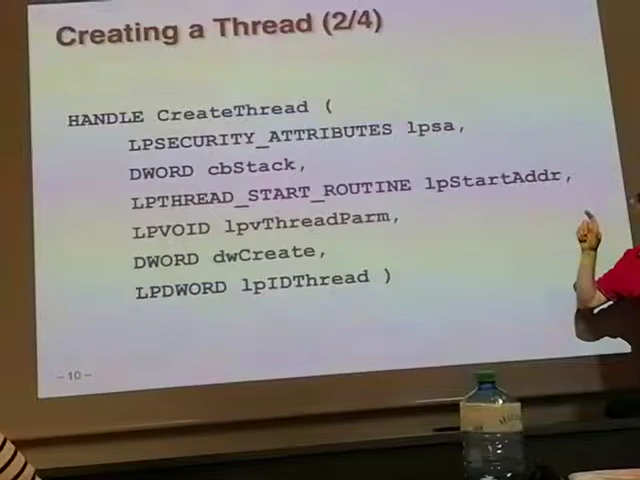 Creating a Thread (2/4)
HANDLE CreateThread (
LPSECURITY_ATTRIBUTES lpsa,
DWORD cbStack,
LPTHREAD_START_ROUTINE lpStartAddr,
LPVOID lpvThreadParm,
DWORD dwCreate,
LPDWORD lpIDThread )
– 10 –